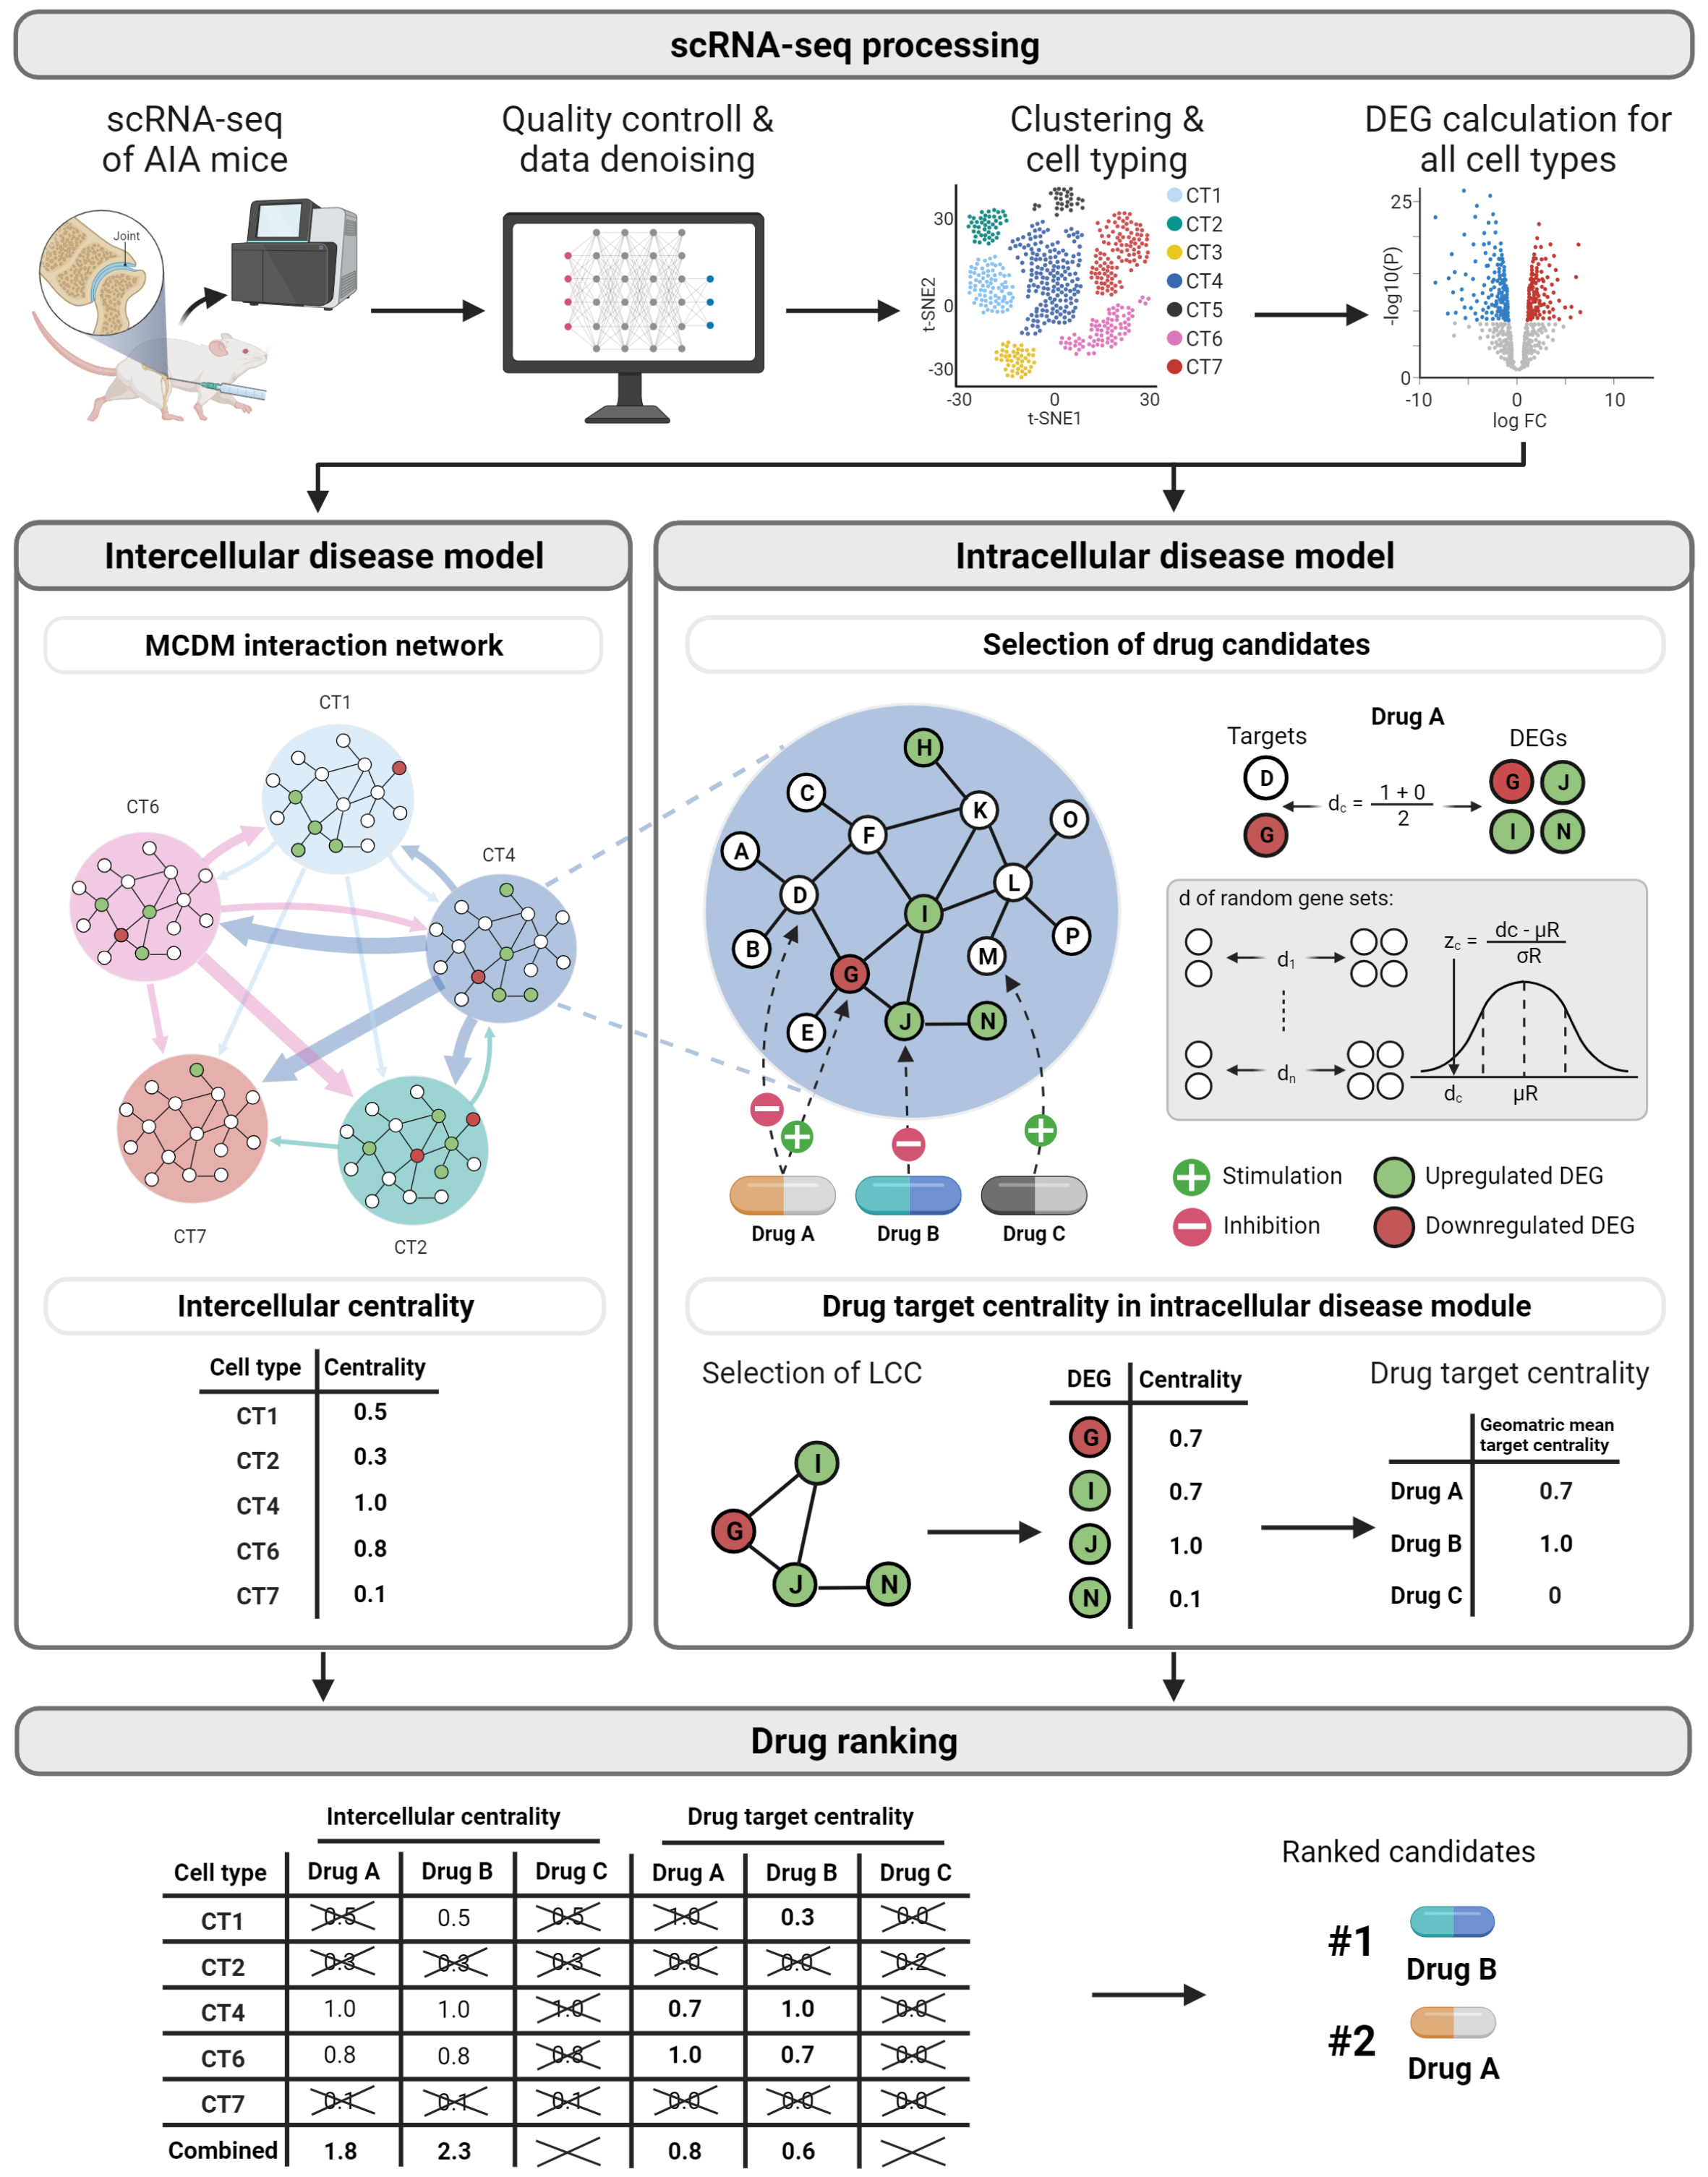 scRNA-seq processing
scRNA-seq
of AIA mice
Quality controll &
data denoising
Clustering &
cell typing
DEG calculation for
all cell types
Joint
t-SNE2
30
0
-30
-30 0 30
t-SNE1
CT1
CT2
CT3
CT4
CT5
CT6
CT7
-log10(P)
25
0
-10 0 10
log FC
Intercellular disease model
MCDM interaction network
CT1
CT6
CT4
CT7
CT2
Intercellular centrality
Cell type Centrality
CT1 0.5
CT2 0.3
CT4 1.0
CT6 0.8
CT7 0.1
Intracellular disease model
Selection of drug candidates
H
C
K
O
F
A
L
D
I
P
B
M
G
J
N
E
Drug A
Drug B
Drug C
Drug A
Targets
DEGs
D
G
dc = 1 + 0
2
G J
I N
d of random gene sets:
d1
dn
zc = dc - μR
σR
dc
μR
Stimulation
Upregulated DEG
Inhibition
Downregulated DEG
Drug target centrality in intracellular disease module
Selection of LCC
I
G
J
N
DEG Centrality
G 0.7
I 0.7
J 1.0
N 0.1
Drug target centrality
Geomatric mean
target centrality
Drug A 0.7
Drug B 1.0
Drug C 0
Drug ranking
Intercellular centrality Drug target centrality
Cell type Drug A Drug B Drug C Drug A Drug B Drug C
CT1 0.5 0.5 0.5 1.0 0.3 0.0
CT2 0.3 0.3 0.3 0.0 0.0 0.2
CT4 1.0 1.0 1.0 0.7 1.0 0.0
CT6 0.8 0.8 0.8 1.0 0.7 0.0
CT7 0.1 0.1 0.1 0.0 0.0 0.0
Combined 1.8 2.3 0.8 0.6
Ranked candidates
#1
Drug B
#2
Drug A